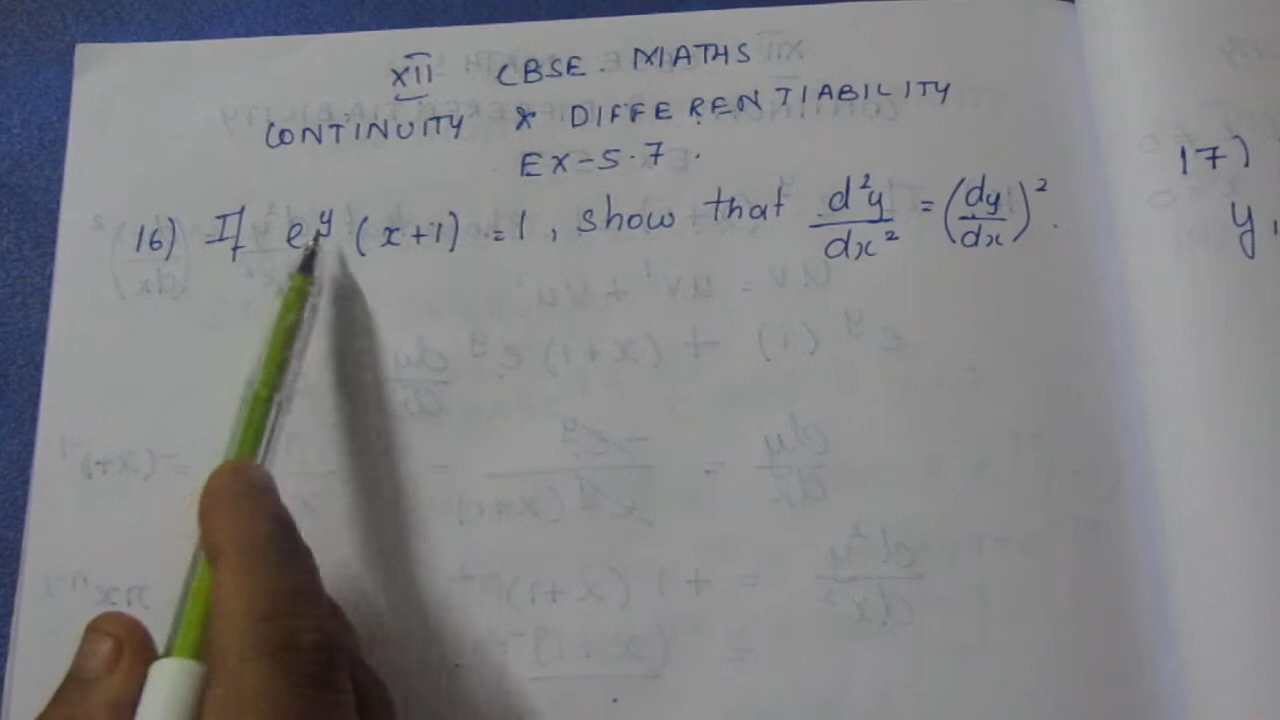 XII CBSE MATHS
CONTINUITY & DIFFERENTIABILITY
EX-5.7.
16) If e^y (x+1) = 1, show that d²y/dx² = (dy/dx)².
17)
y,